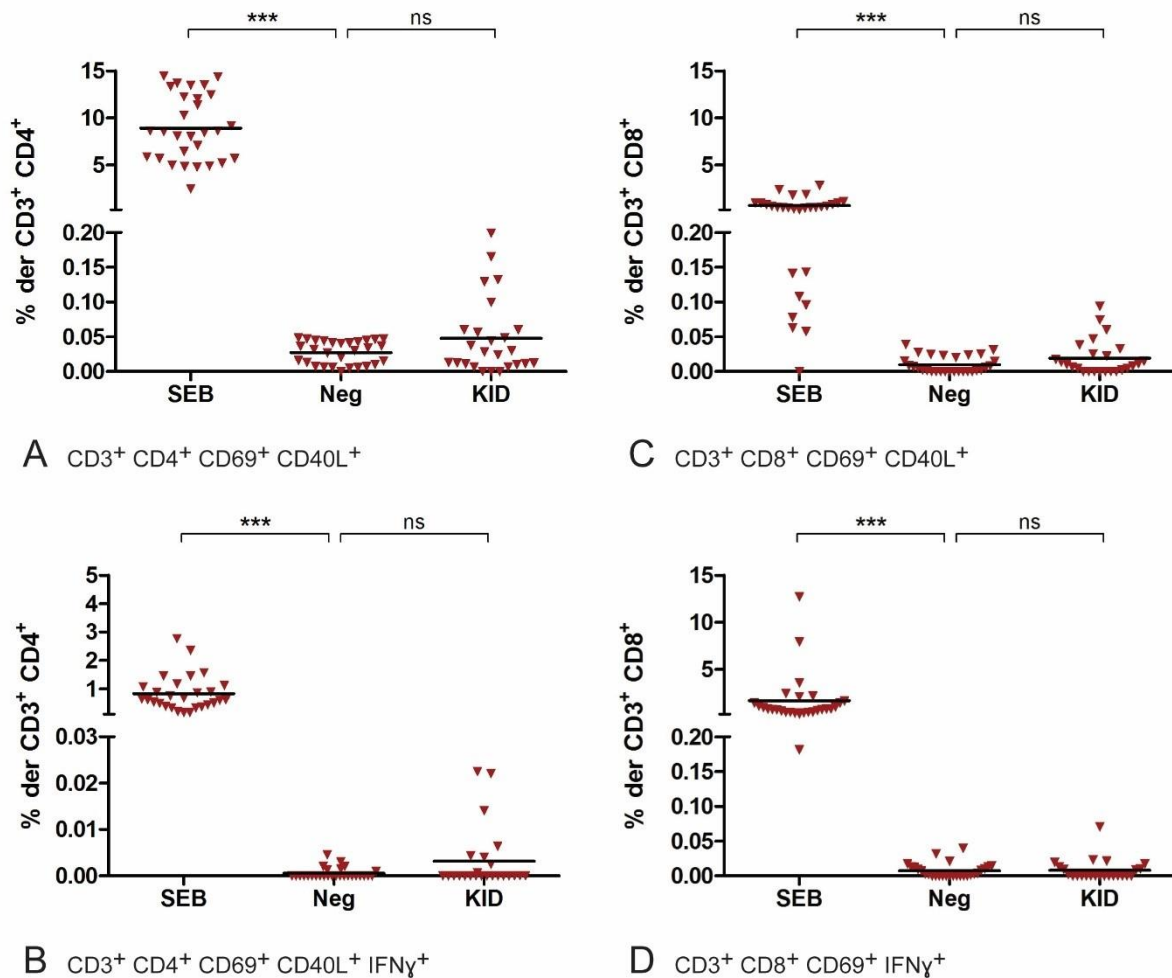 *** ns
% der CD3⁺ CD4⁺
15
10
5
0.20
0.15
0.10
0.05
0.00
SEB Neg KID
A CD3⁺ CD4⁺ CD69⁺ CD40L⁺
*** ns
% der CD3⁺ CD8⁺
15
10
5
0.20
0.15
0.10
0.05
0.00
SEB Neg KID
C CD3⁺ CD8⁺ CD69⁺ CD40L⁺
*** ns
% der CD3⁺ CD4⁺
5
4
3
2
1
0.03
0.02
0.01
0.00
SEB Neg KID
B CD3⁺ CD4⁺ CD69⁺ CD40L⁺ IFNγ⁺
*** ns
% der CD3⁺ CD8⁺
15
10
5
0.20
0.15
0.10
0.05
0.00
SEB Neg KID
D CD3⁺ CD8⁺ CD69⁺ IFNγ⁺